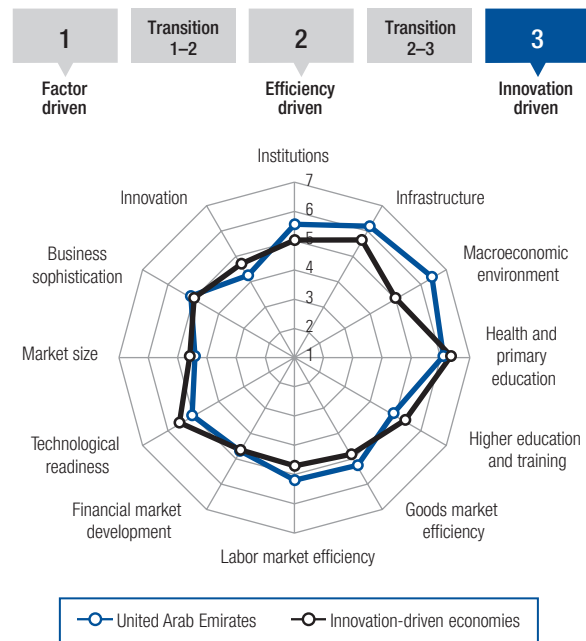 1
Transition
1–2
2
Transition
2–3
3
Factor
driven
Efficiency
driven
Innovation
driven
Institutions
7
Innovation
Infrastructure
6
Business
sophistication
5
Macroeconomic
environment
4
3
Market size
2
Health and
primary
education
1
Technological
readiness
Higher education
and training
Financial market
development
Goods market
efficiency
Labor market efficiency
United Arab Emirates
Innovation-driven economies